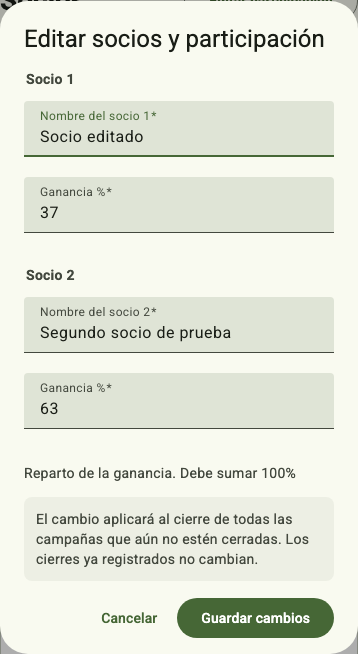 Editar socios y participación
Socio 1
Nombre del socio 1*
Socio editado
Ganancia %*
37
Socio 2
Nombre del socio 2*
Segundo socio de prueba
Ganancia %*
63
Reparto de la ganancia. Debe sumar 100%
El cambio aplicará al cierre de todas las
campañas que aún no estén cerradas. Los
cierres ya registrados no cambian.
Cancelar
Guardar cambios